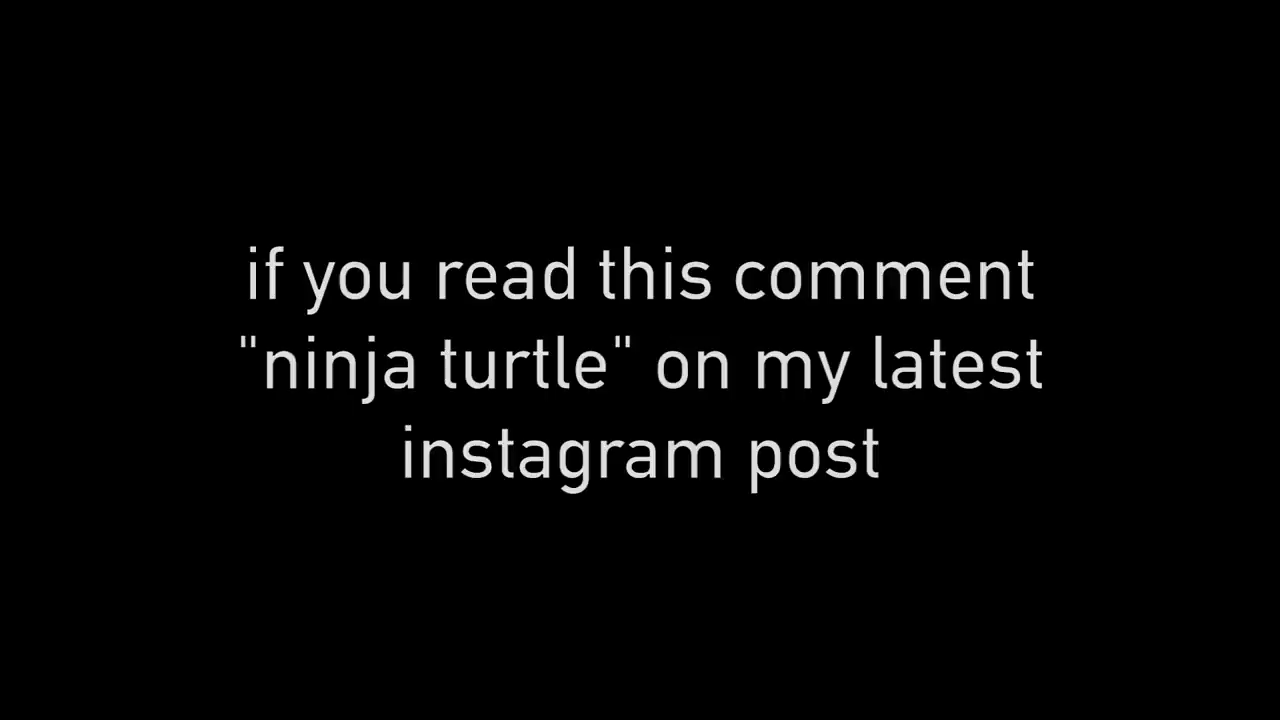 if you read this comment
"ninja turtle" on my latest
instagram post